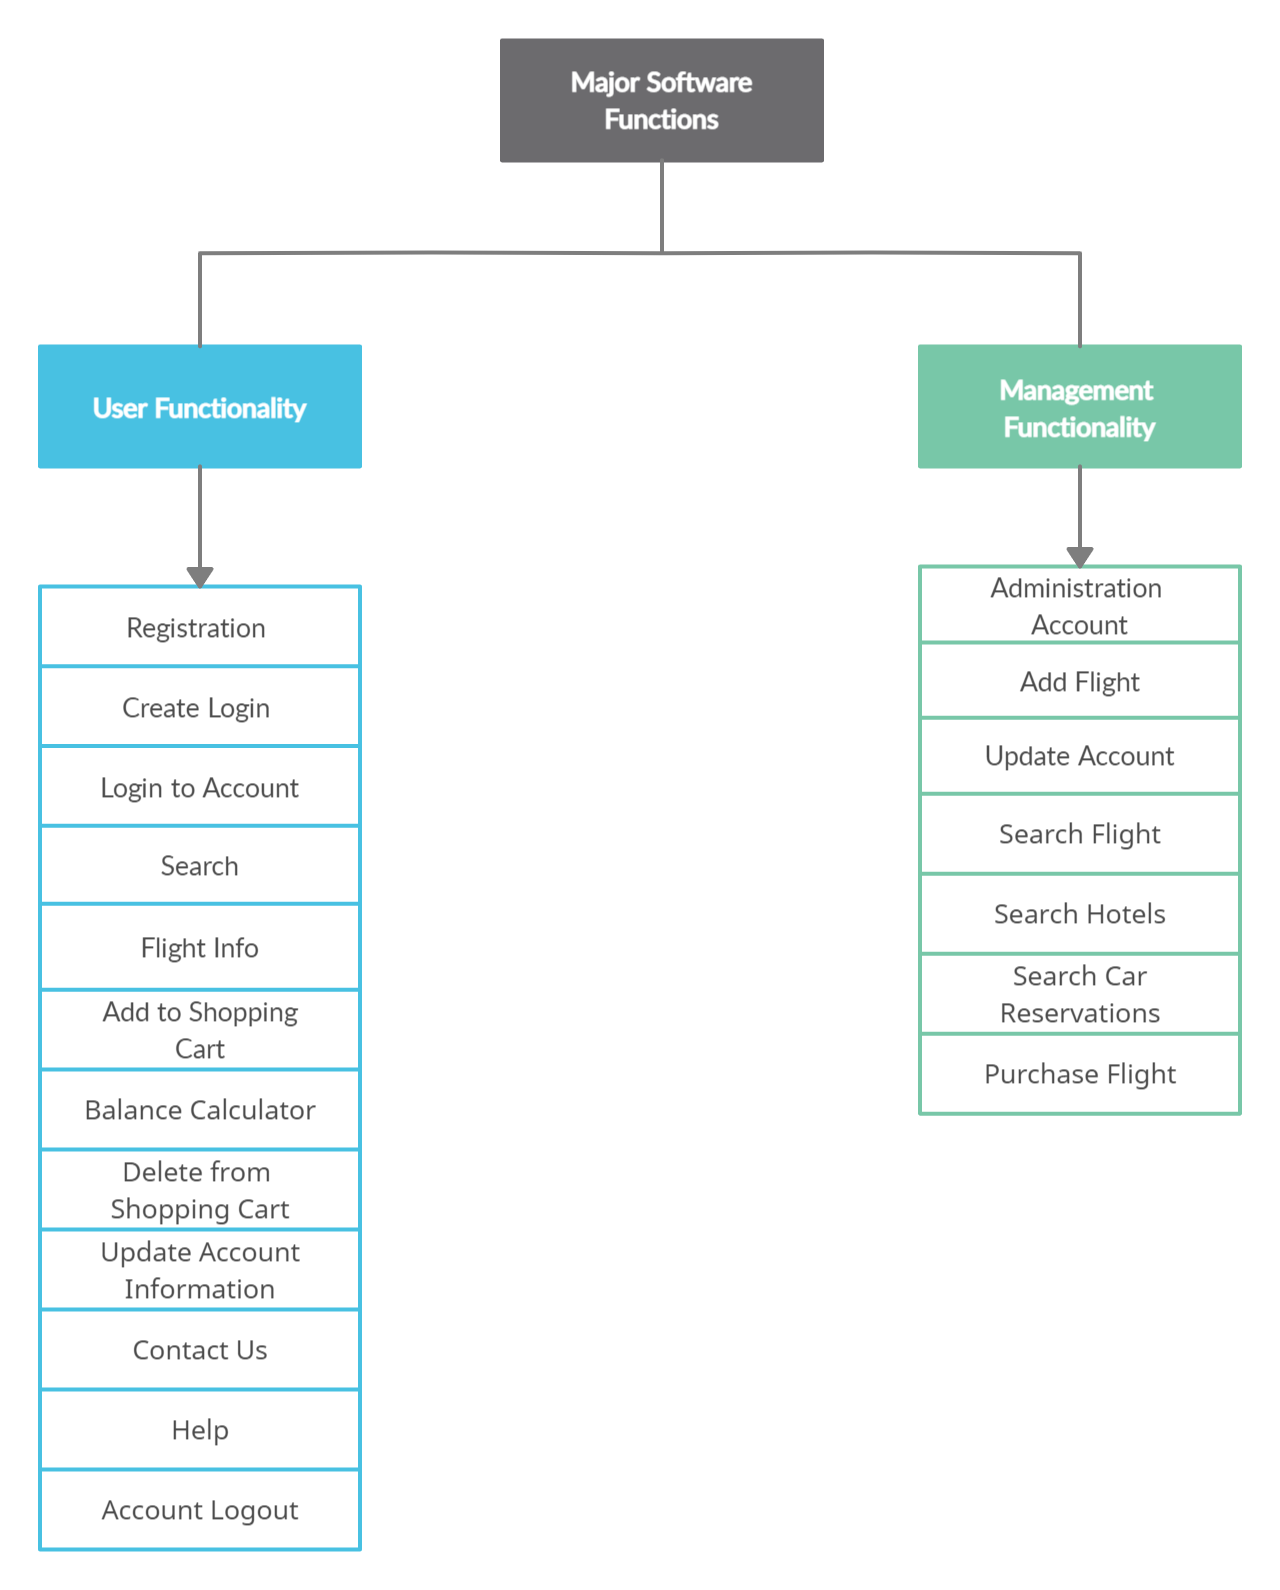 Major Software
Functions
User Functionality
Management
Functionality
Registration
Create Login
Login to Account
Search
Flight Info
Add to Shopping
Cart
Balance Calculator
Delete from
Shopping Cart
Update Account
Information
Contact Us
Help
Account Logout
Administration
Account
Add Flight
Update Account
Search Flight
Search Hotels
Search Car
Reservations
Purchase Flight